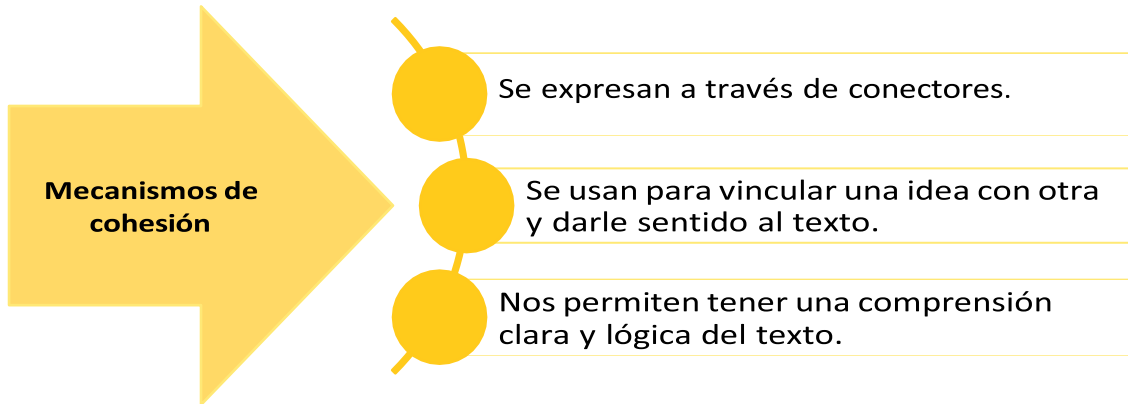 Mecanismos de
cohesión
Se expresan a través de conectores.
Se usan para vincular una idea con otra
y darle sentido al texto.
Nos permiten tener una comprensión
clara y lógica del texto.